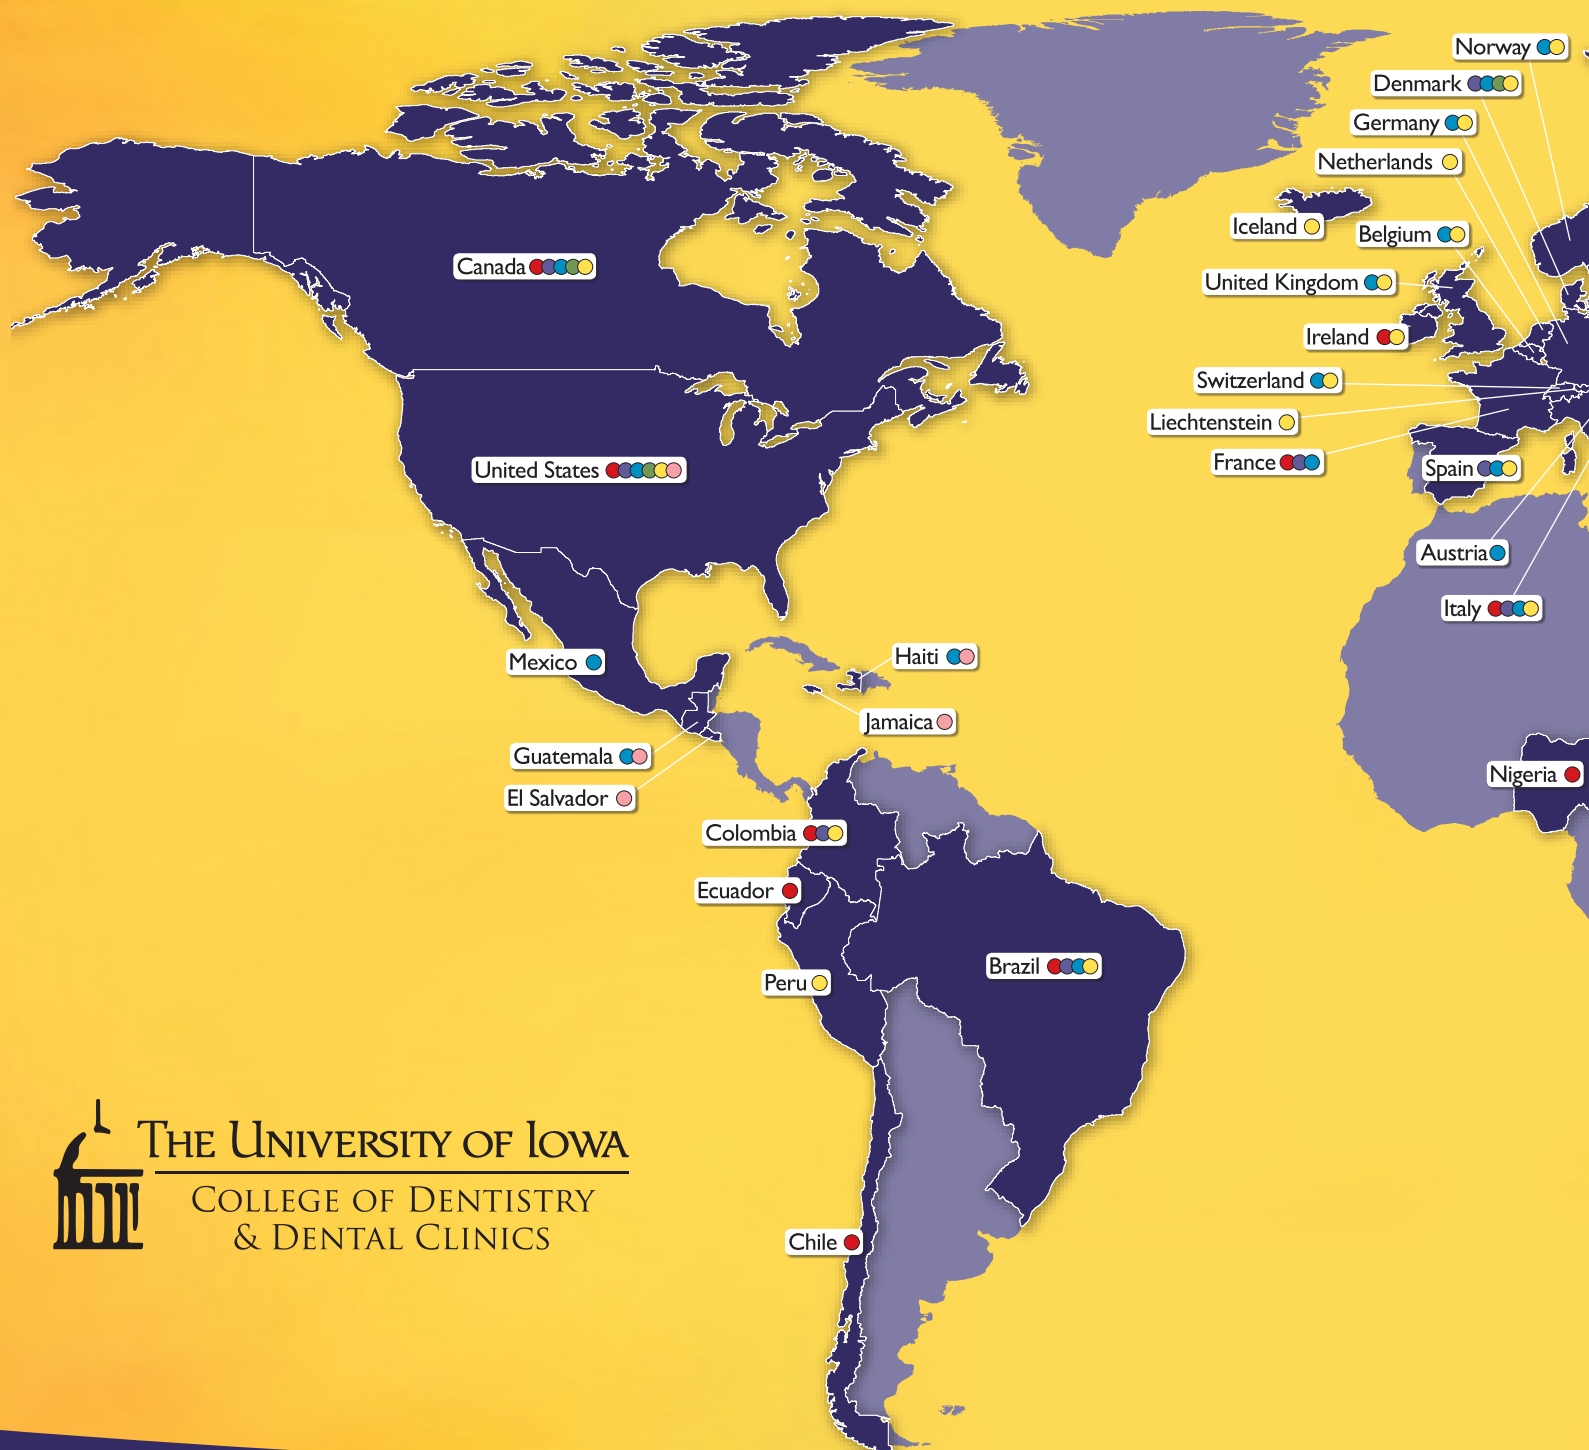 Norway
Denmark
Germany
Netherlands
Iceland
Belgium
Canada
United Kingdom
Ireland
Switzerland
Liechtenstein
France
Spain
United States
Austria
Italy
Mexico
Haiti
Jamaica
Guatemala
El Salvador
Nigeria
Colombia
Ecuador
Brazil
Peru
THE UNIVERSITY OF IOWA
COLLEGE OF DENTISTRY
& DENTAL CLINICS
Chile